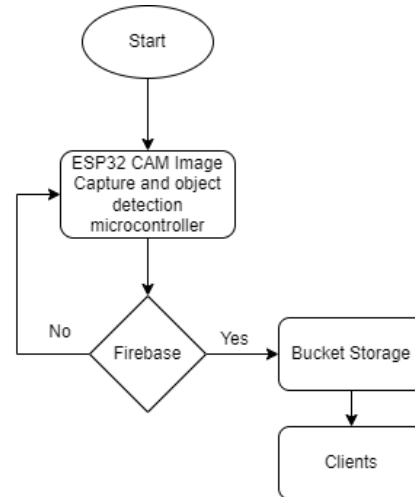 Start
ESP32 CAM Image
Capture and object
detection
microcontroller
No
Firebase
Yes
Bucket Storage
Clients